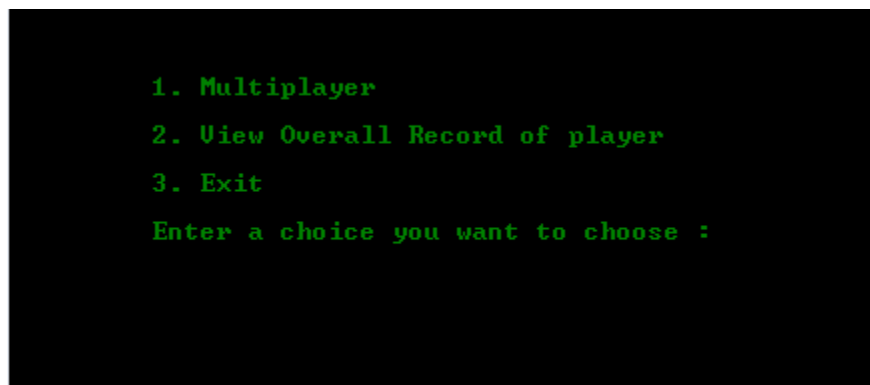 1. Multiplayer
2. View Overall Record of player
3. Exit
Enter a choice you want to choose :